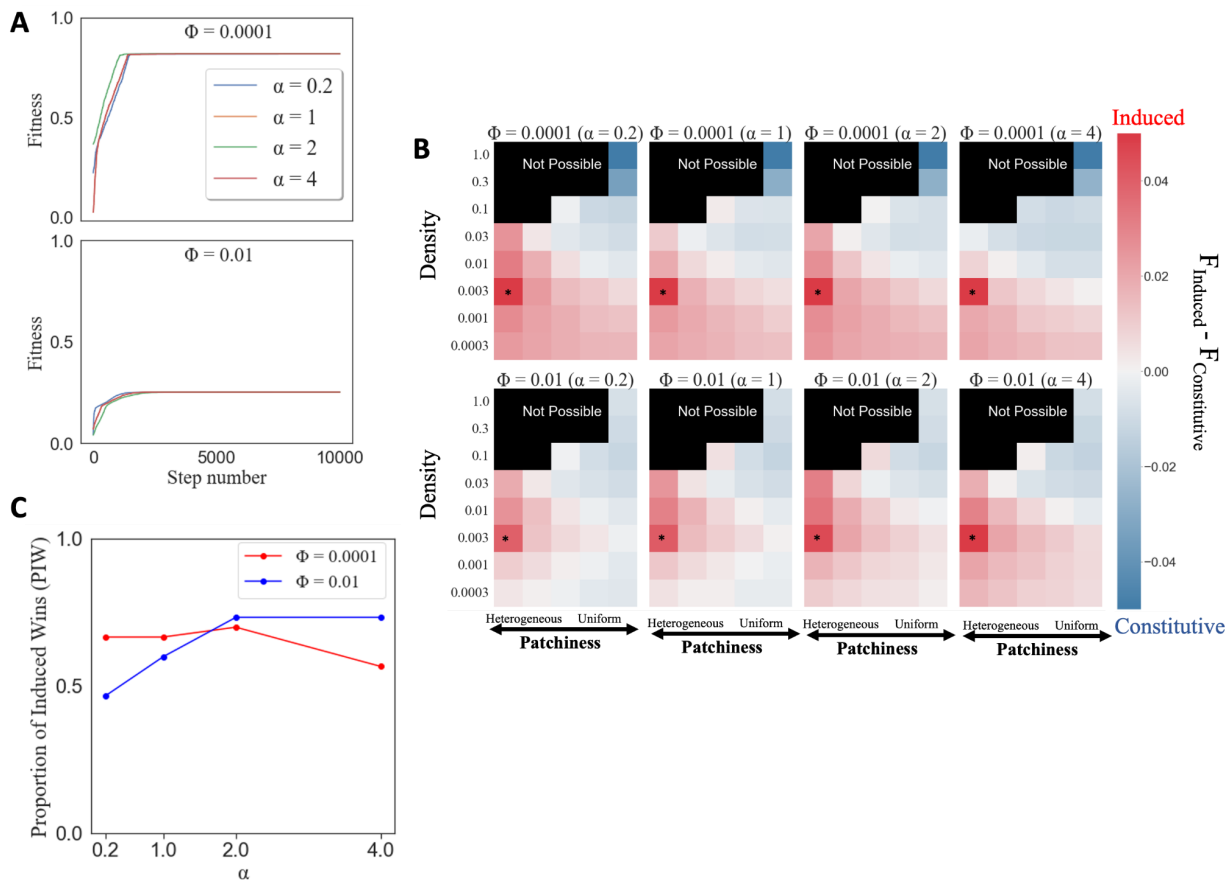 A
1.0
Φ = 0.0001
Fitness
0.5
0.0
α = 0.2
α = 1
α = 2
α = 4
1.0
Φ = 0.01
Fitness
0.5
0.0
0
5000
10000
Step number
B
Φ = 0.0001 (α = 0.2)
Φ = 0.0001 (α = 1)
Φ = 0.0001 (α = 2)
Φ = 0.0001 (α = 4)
Not Possible
Not Possible
Not Possible
Not Possible
Density
1.0
0.3
0.1
0.03
0.01
0.003
0.001
0.0003
*
*
*
*
Φ = 0.01 (α = 0.2)
Φ = 0.01 (α = 1)
Φ = 0.01 (α = 2)
Φ = 0.01 (α = 4)
Not Possible
Not Possible
Not Possible
Not Possible
Density
1.0
0.3
0.1
0.03
0.01
0.003
0.001
0.0003
*
*
*
*
Heterogeneous Uniform
Heterogeneous Uniform
Heterogeneous Uniform
Heterogeneous Uniform
Patchiness
Patchiness
Patchiness
Patchiness
Induced
0.04
0.02
0.00
−0.02
−0.04
Constitutive
F Induced - F Constitutive
C
Proportion of Induced Wins (PIW)
1.0
0.5
0.0
Φ = 0.0001
Φ = 0.01
0.2
1.0
2.0
4.0
α